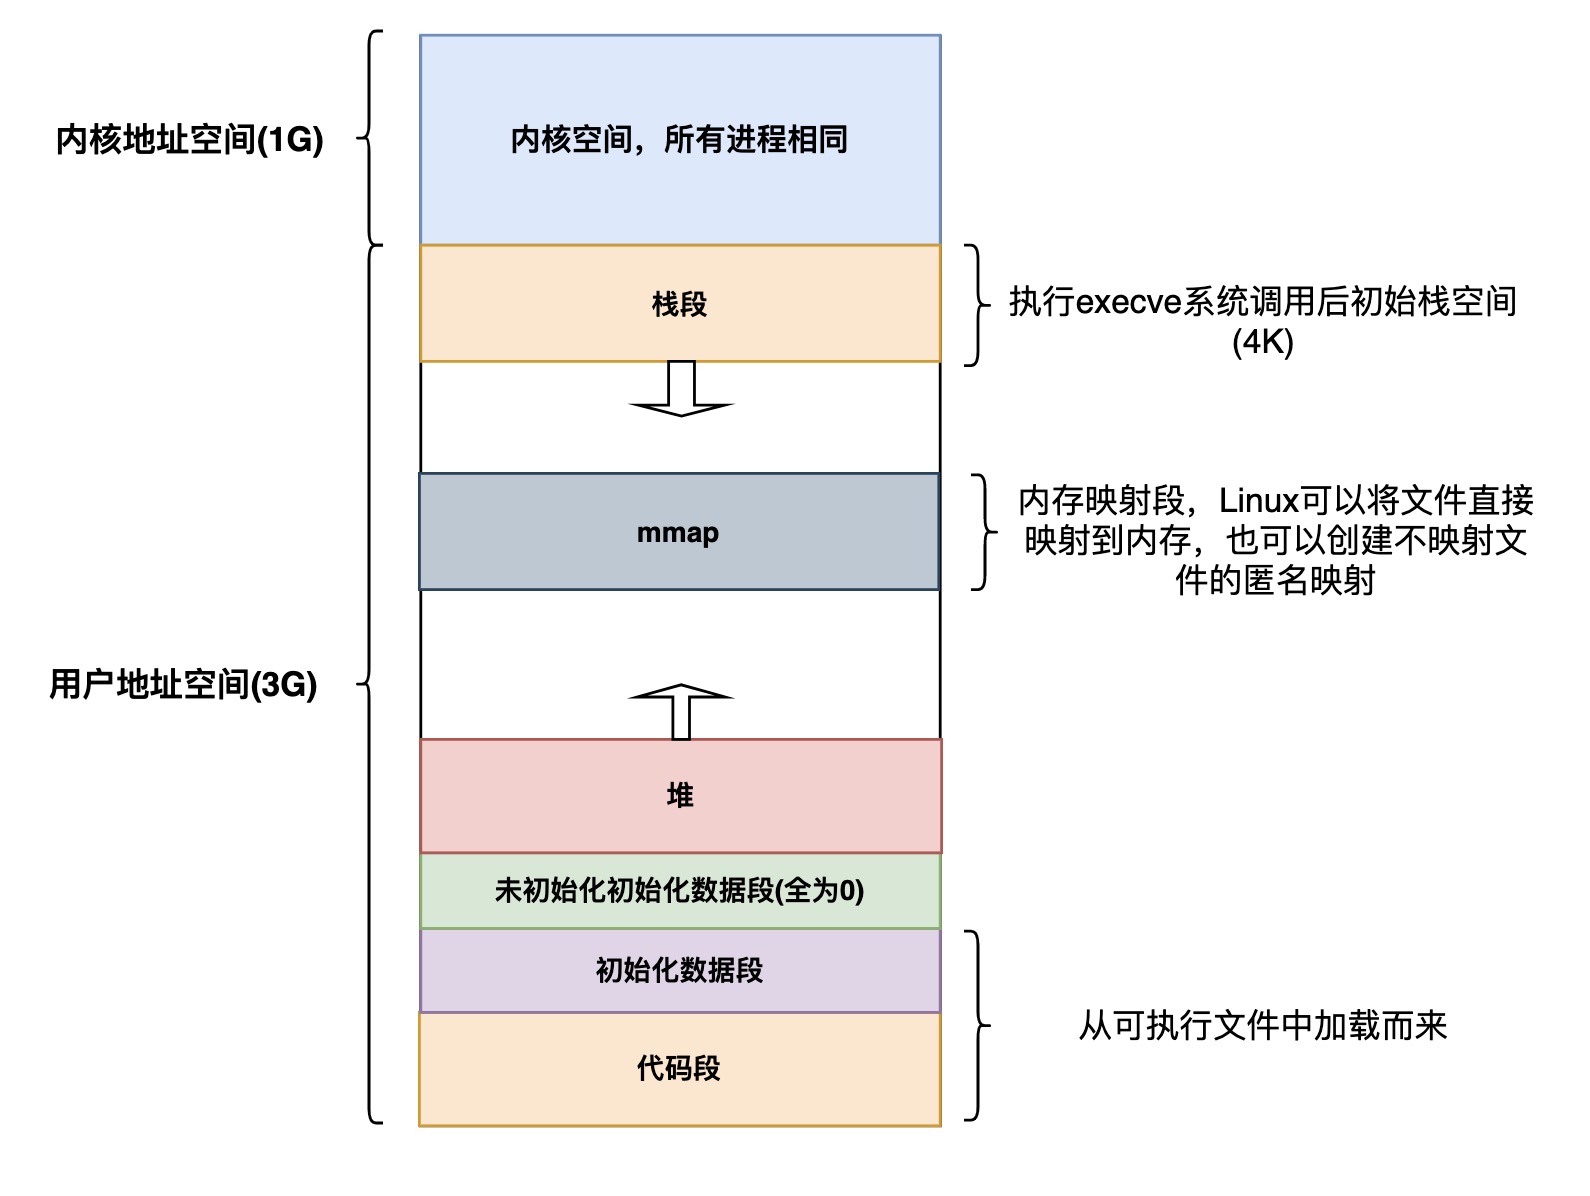 内核地址空间(1G)
内核空间，所有进程相同
栈段
执行execve系统调用后初始栈空间
(4K)
mmap
内存映射段，Linux可以将文件直接
映射到内存，也可以创建不映射文
件的匿名映射
用户地址空间(3G)
堆
未初始化初始化数据段(全为0)
初始化数据段
从可执行文件中加载而来
代码段